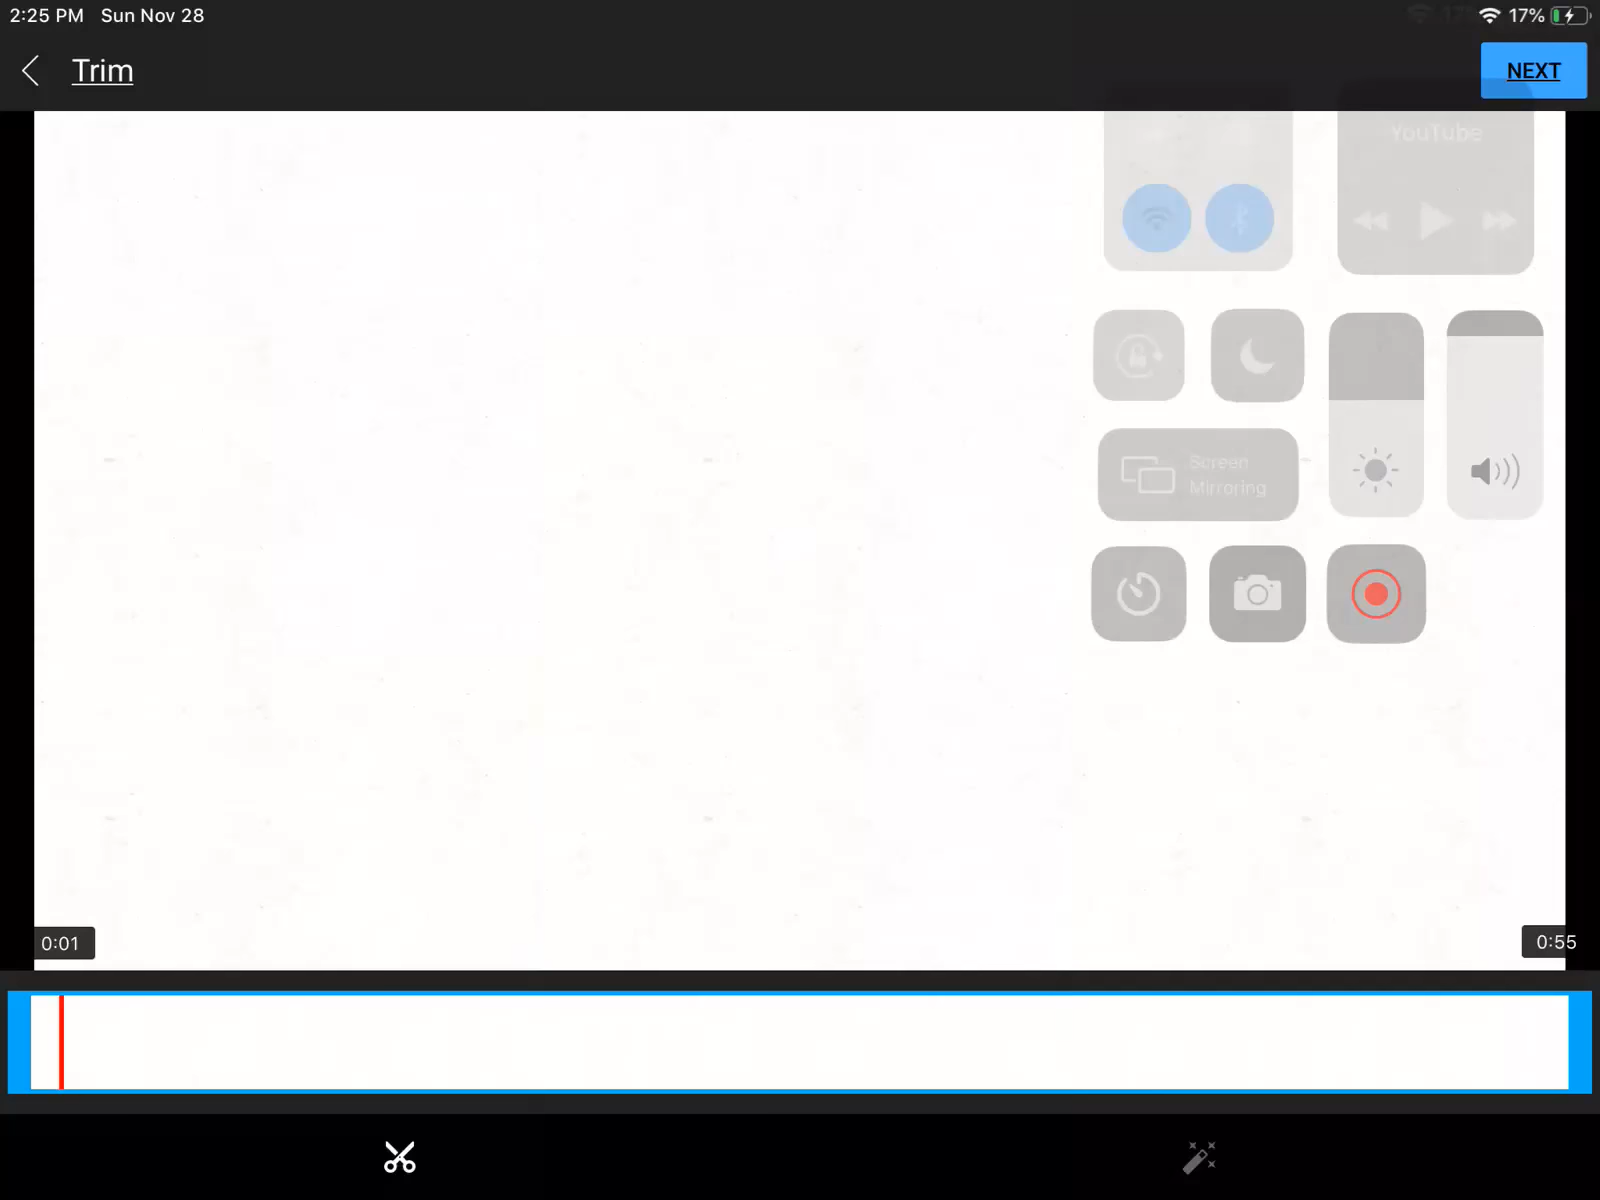 2:25 PM Sun Nov 28
17%
Trim
NEXT
YouTube
Screen
Mirroring
0:01
0:55